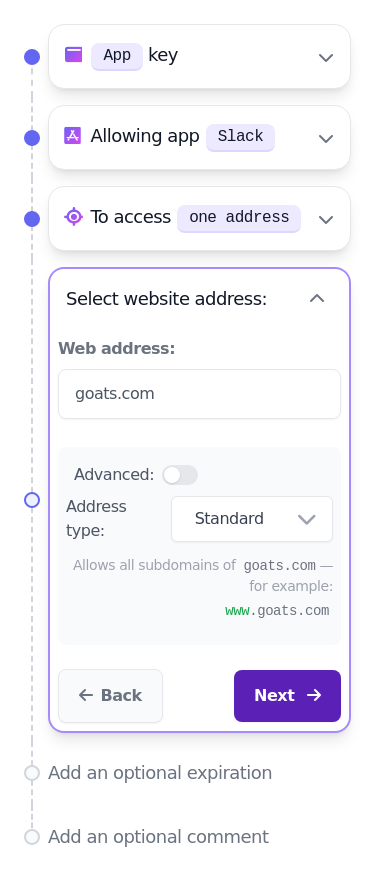 App key
Allowing app Slack
To access one address
Select website address:
Web address:
goats.com
Advanced:
Address
type:
Standard
Allows all subdomains of goats.com —
for example:
www.goats.com
Back
Next
Add an optional expiration
Add an optional comment